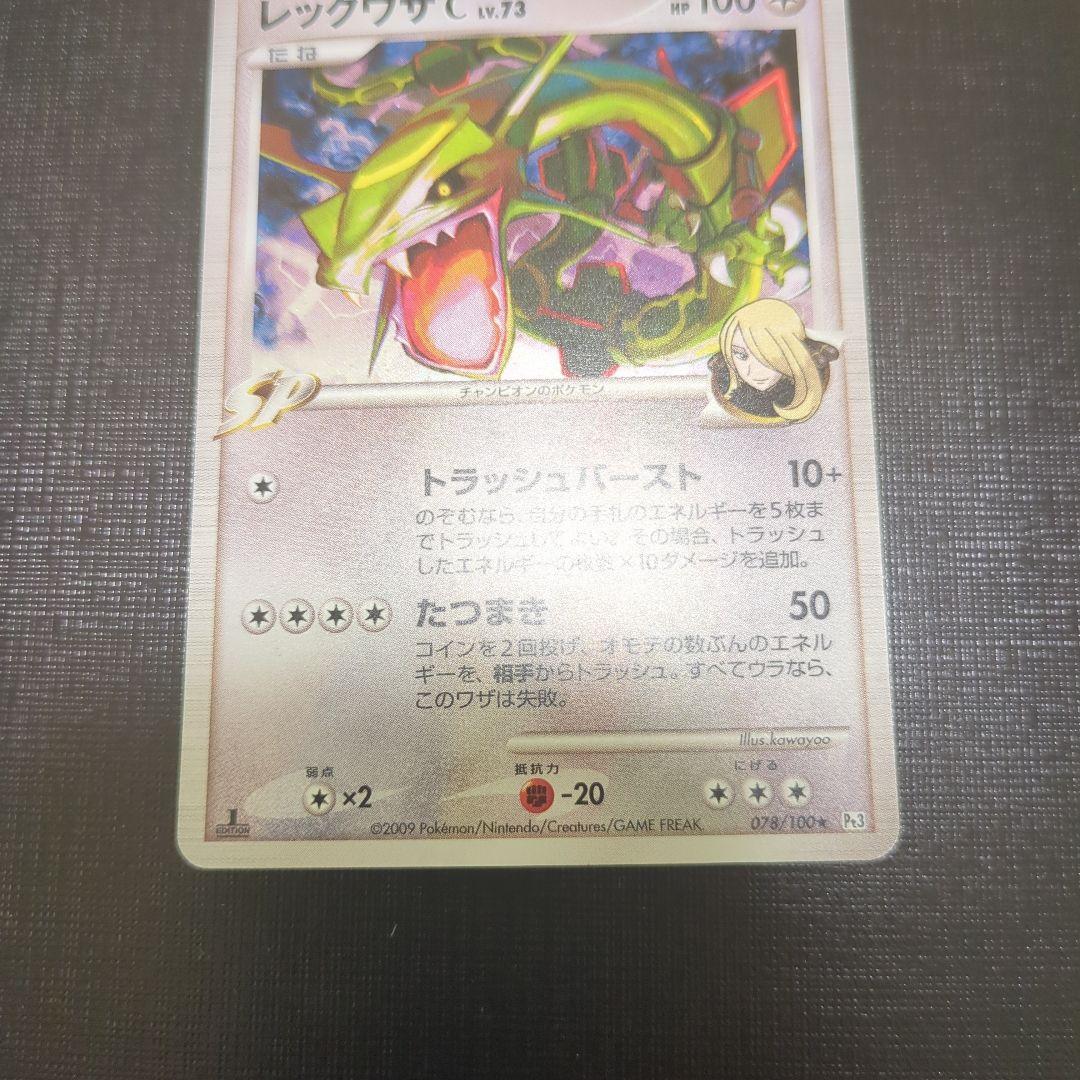 レックウザC LV.73 HP 100
たね
SP チャンピオンのポケモン
トラッシュバースト 10+
のぞむなら、自分の手札のエネルギーを5枚ま
でトラッシュしてよい。その場合、トラッシュ
したエネルギーの枚数×10ダメージを追加。
たつまき 50
コインを2回投げ、オモテの数ぶんのエネル
ギーを、相手からトラッシュ。すべてウラなら、
このワザは失敗。
Illus.kawayoo
弱点 抵抗力 にげる
×2 -20
1 EDITION ©2009 Pokémon/Nintendo/Creatures/GAME FREAK. 078/100★ Pt3